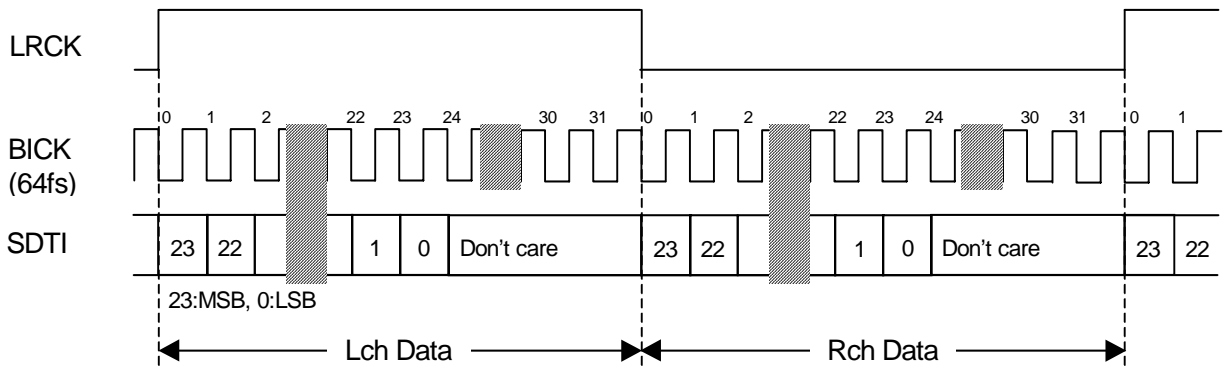 LRCK
0 1 2 22 23 24 30 31 0 1 2 22 23 24 30 31 0 1
BICK
(64fs)
SDTI 23 22 1 0 Don't care 23 22 1 0 Don't care 23 22
23:MSB, 0:LSB
Lch Data Rch Data